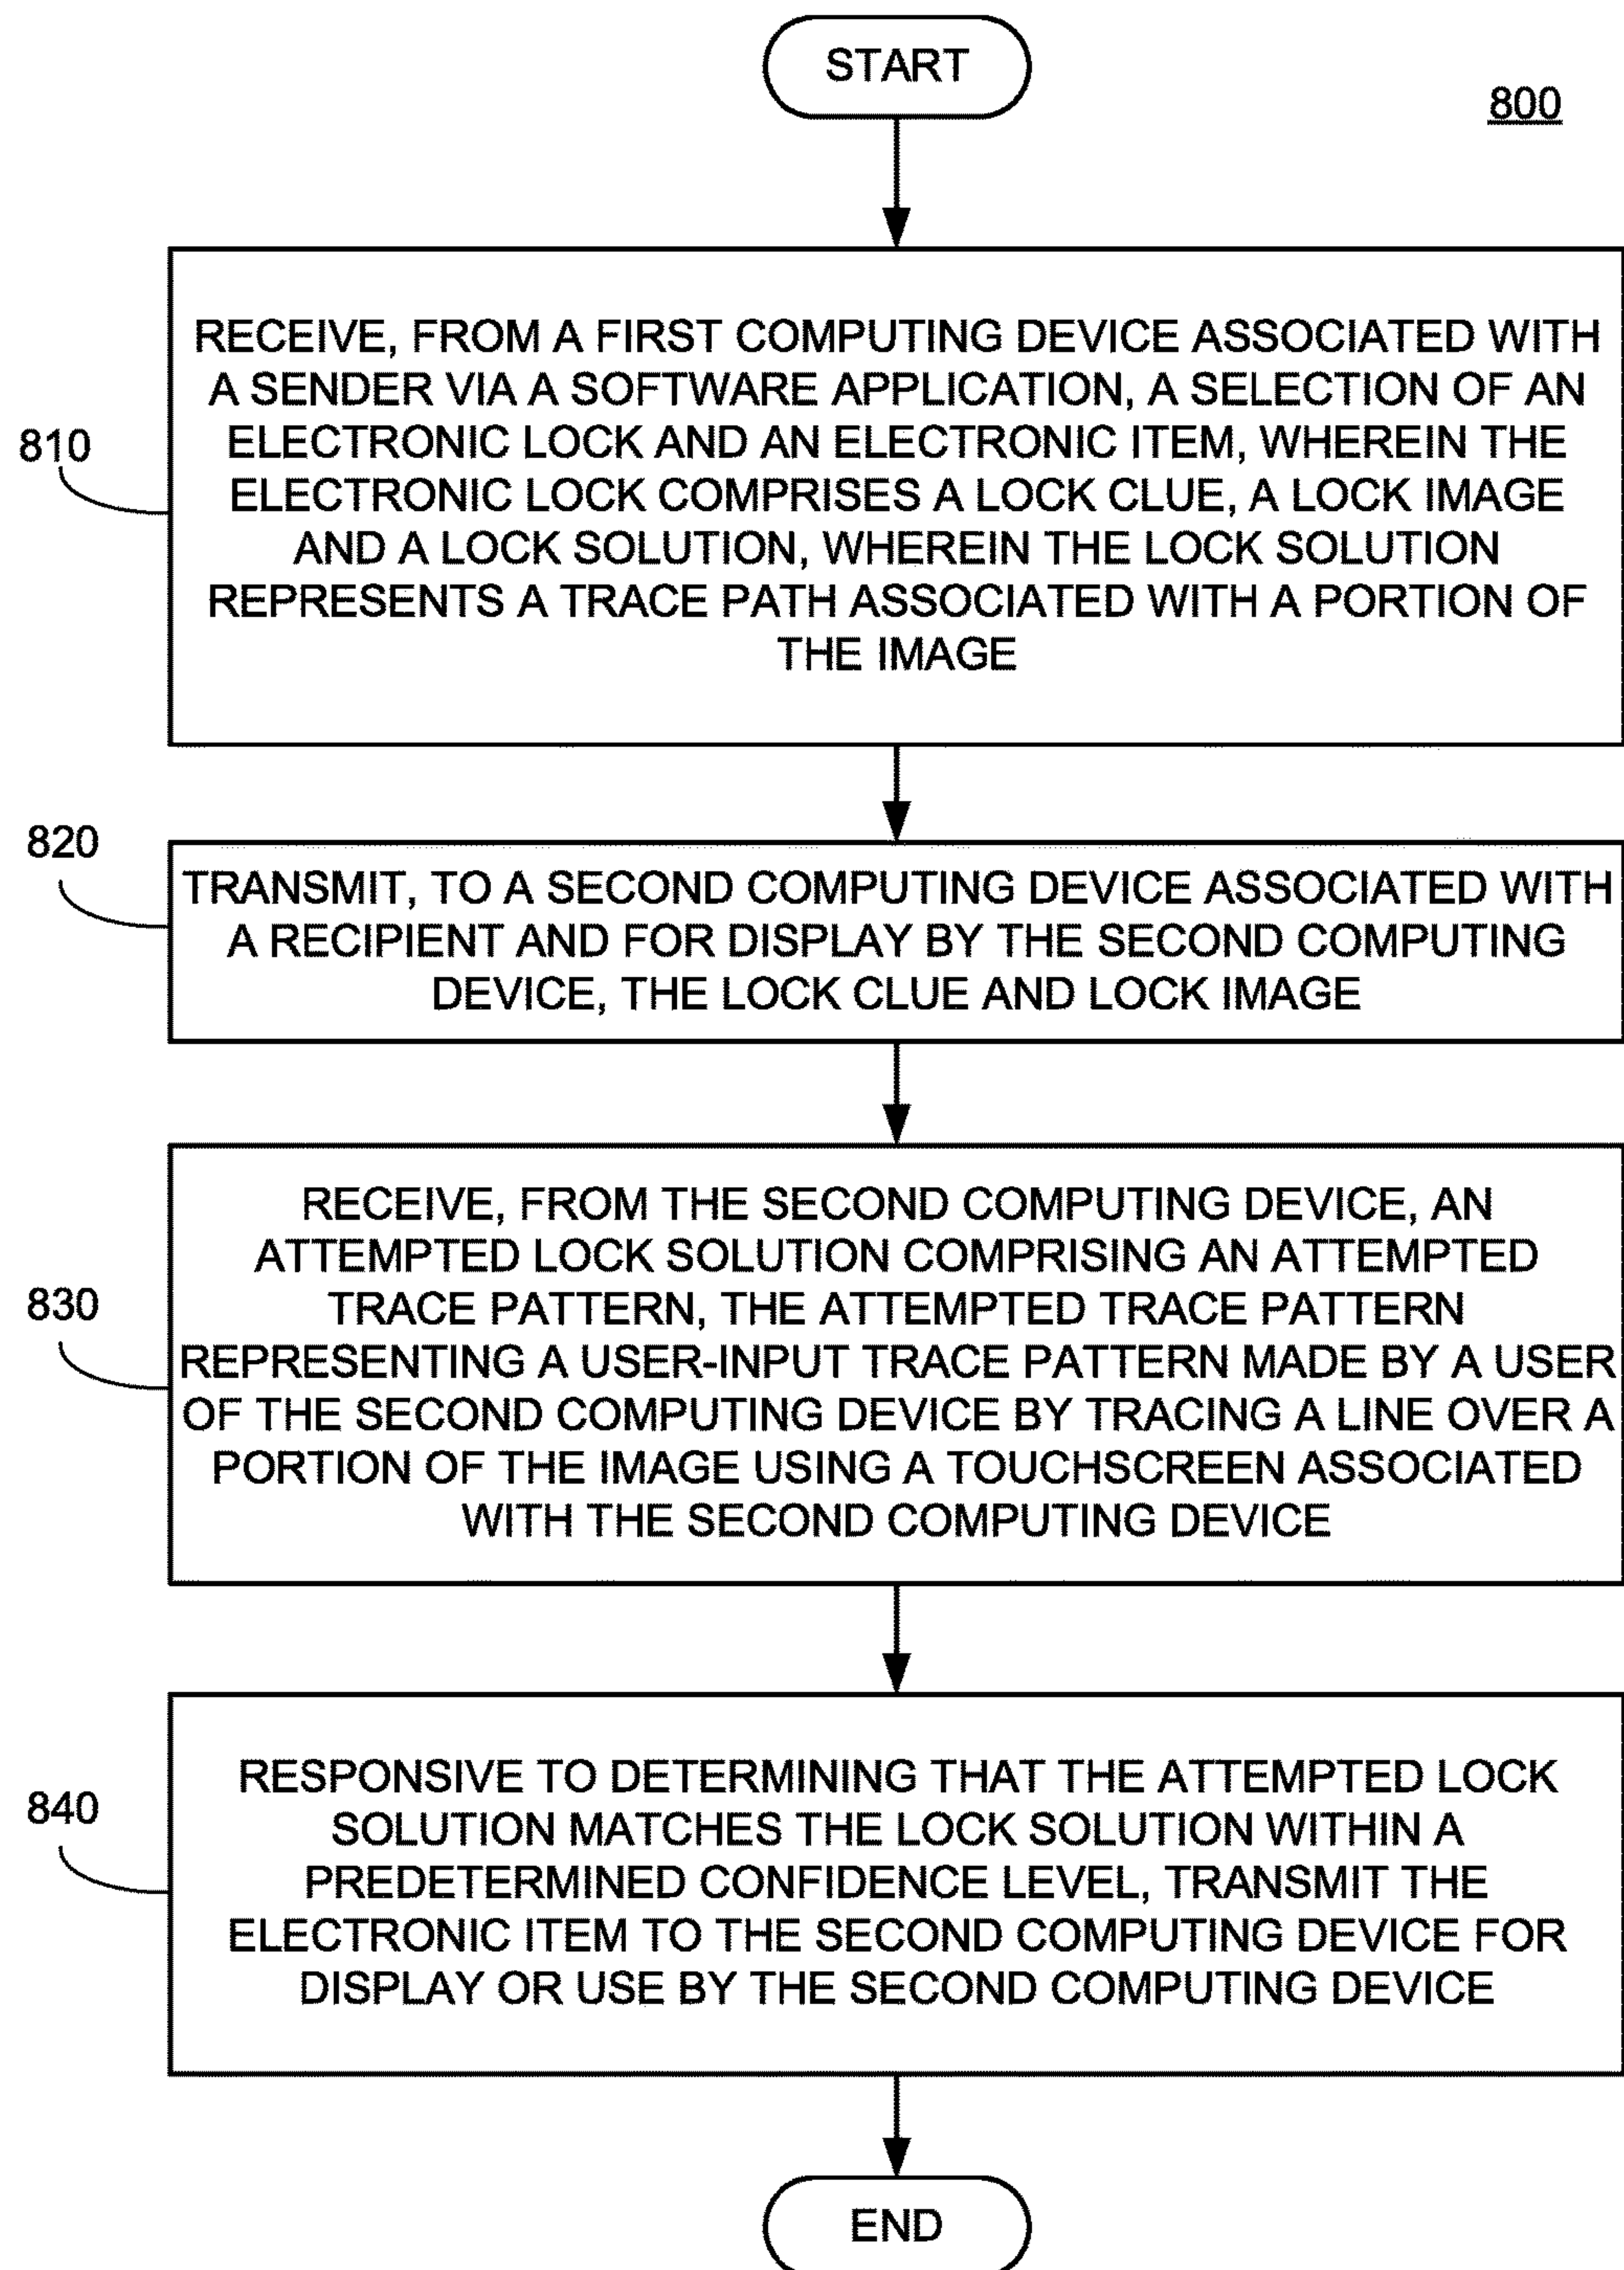 START
800
810
RECEIVE, FROM A FIRST COMPUTING DEVICE ASSOCIATED WITH
A SENDER VIA A SOFTWARE APPLICATION, A SELECTION OF AN
ELECTRONIC LOCK AND AN ELECTRONIC ITEM, WHEREIN THE
ELECTRONIC LOCK COMPRISES A LOCK CLUE, A LOCK IMAGE
AND A LOCK SOLUTION, WHEREIN THE LOCK SOLUTION
REPRESENTS A TRACE PATH ASSOCIATED WITH A PORTION OF
THE IMAGE
820
TRANSMIT, TO A SECOND COMPUTING DEVICE ASSOCIATED WITH
A RECIPIENT AND FOR DISPLAY BY THE SECOND COMPUTING
DEVICE, THE LOCK CLUE AND LOCK IMAGE
830
RECEIVE, FROM THE SECOND COMPUTING DEVICE, AN
ATTEMPTED LOCK SOLUTION COMPRISING AN ATTEMPTED
TRACE PATTERN, THE ATTEMPTED TRACE PATTERN
REPRESENTING A USER-INPUT TRACE PATTERN MADE BY A USER
OF THE SECOND COMPUTING DEVICE BY TRACING A LINE OVER A
PORTION OF THE IMAGE USING A TOUCHSCREEN ASSOCIATED
WITH THE SECOND COMPUTING DEVICE
840
RESPONSIVE TO DETERMINING THAT THE ATTEMPTED LOCK
SOLUTION MATCHES THE LOCK SOLUTION WITHIN A
PREDETERMINED CONFIDENCE LEVEL, TRANSMIT THE
ELECTRONIC ITEM TO THE SECOND COMPUTING DEVICE FOR
DISPLAY OR USE BY THE SECOND COMPUTING DEVICE
END